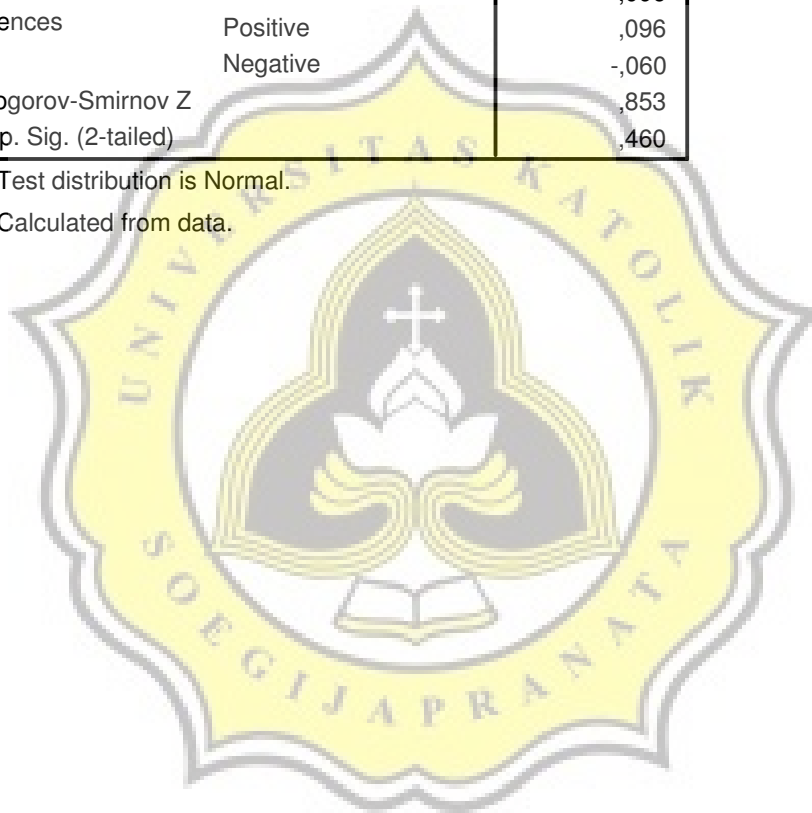 ences Positive ,096
Negative -,060
ogorov-Smirnov Z ,853
p. Sig. (2-tailed) ,460
Test distribution is Normal.
Calculated from data.
UNIVERSITAS KATOLIK
SOEGIJAPRANATA